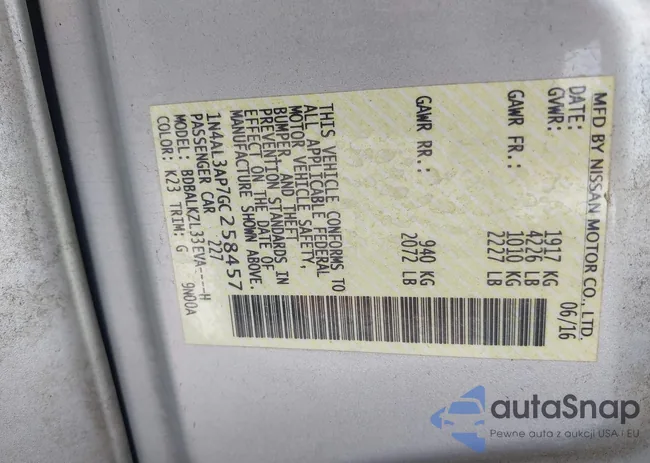 MFD BY NISSAN MOTOR CO., LTD.
DATE: 06/16
GVWR: 1917 KG
4226 LB
GAWR FR.: 1010 KG
2227 LB
GAWR RR.: 940 KG
2072 LB
THIS VEHICLE CONFORMS TO
ALL APPLICABLE FEDERAL
MOTOR VEHICLE SAFETY,
BUMPER, AND THEFT
PREVENTION STANDARDS IN
EFFECT ON THE DATE OF
MANUFACTURE SHOWN ABOVE.
1N4AL3AP7GC258457
PASSENGER CAR 227
MODEL: BDBALKZL33EVA----H
COLOR: K23 TRIM: G 9N00A
autaSnap
Pewne auta z aukcji USA i EU